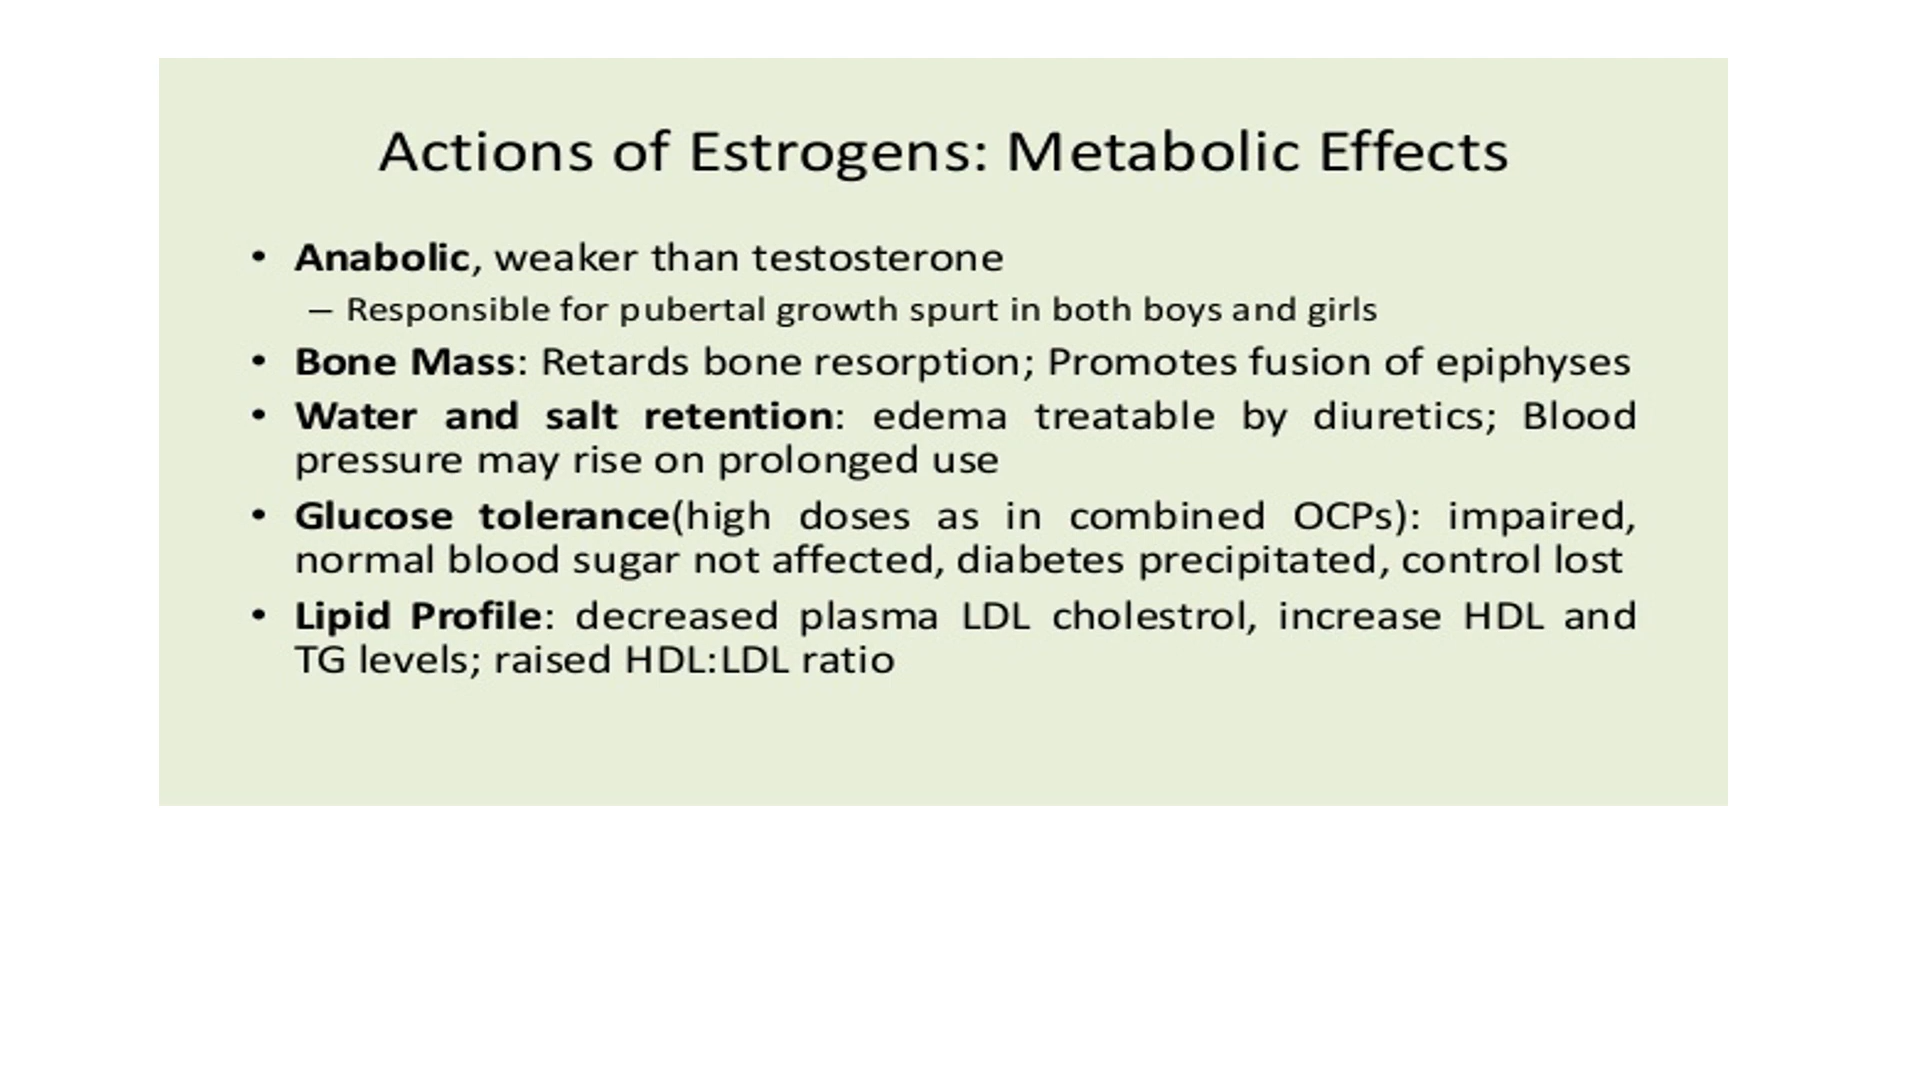 Actions of Estrogens: Metabolic Effects
• Anabolic, weaker than testosterone
– Responsible for pubertal growth spurt in both boys and girls
• Bone Mass: Retards bone resorption; Promotes fusion of epiphyses
• Water and salt retention: edema treatable by diuretics; Blood
pressure may rise on prolonged use
• Glucose tolerance(high doses as in combined OCPs): impaired,
normal blood sugar not affected, diabetes precipitated, control lost
• Lipid Profile: decreased plasma LDL cholestrol, increase HDL and
TG levels; raised HDL:LDL ratio